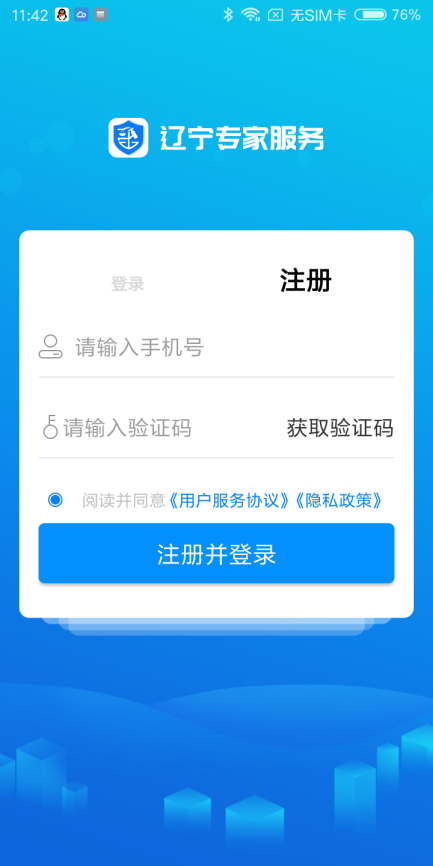 11:42 无SIM卡 76%
辽宁专家服务
登录 注册
请输入手机号
请输入验证码 获取验证码
阅读并同意《用户服务协议》《隐私政策》
注册并登录